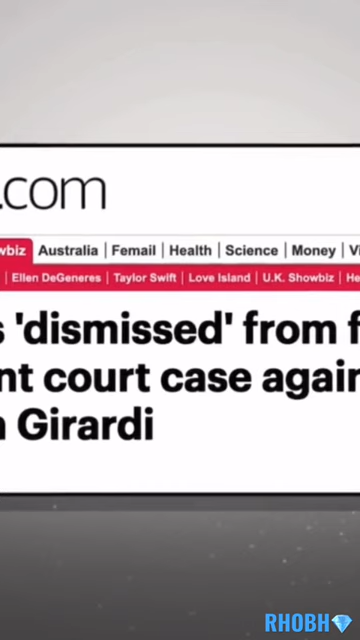 .com
wbiz Australia | Femail | Health | Science | Money | Vi
| Ellen DeGeneres | Taylor Swift | Love Island | U.K. Showbiz | He
s 'dismissed' from f
nt court case again
n Girardi
RHOBH💎